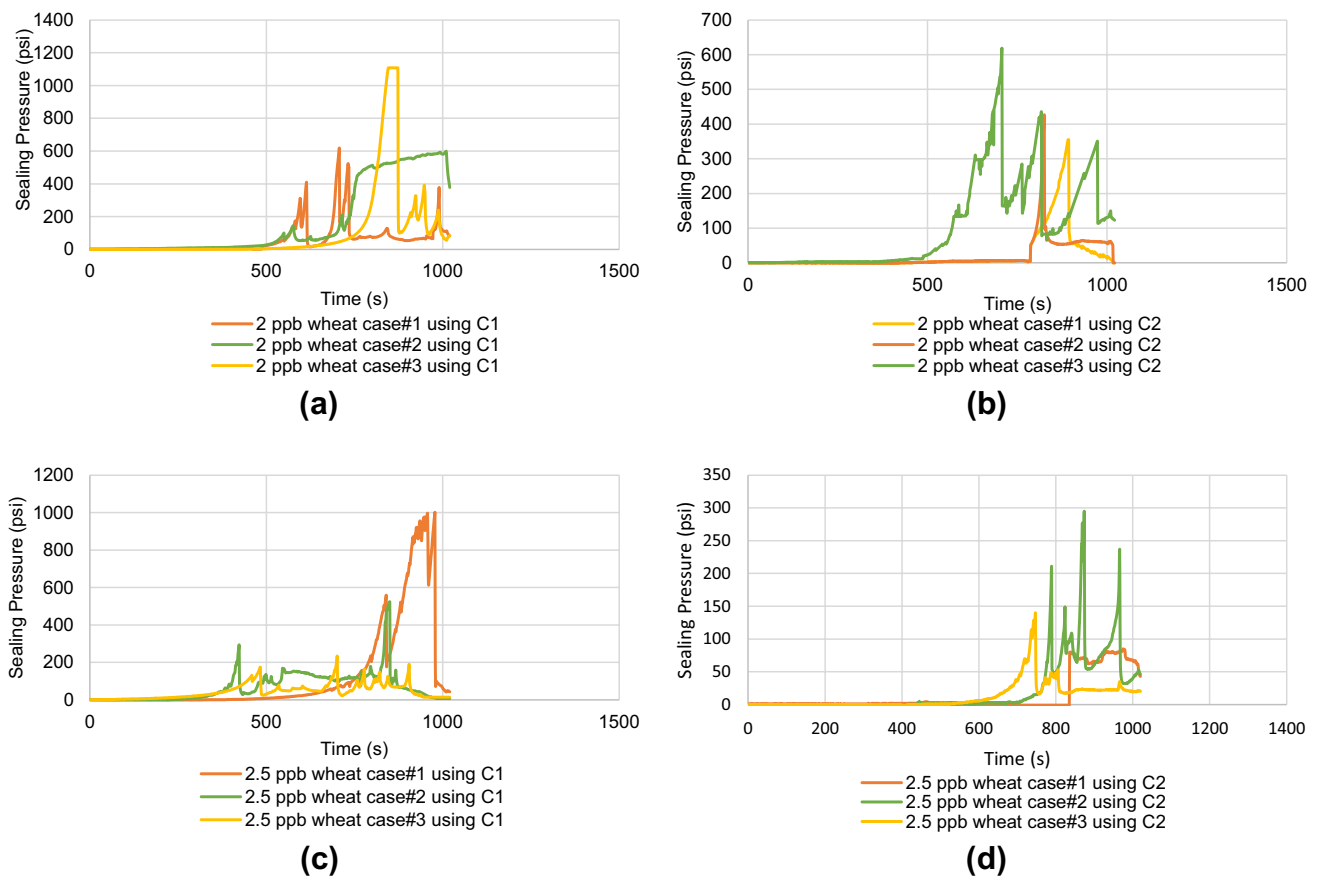 1400
1200
1000
800
600
400
200
0
Sealing Pressure (psi)
0 500 1000 1500
Time (s)
2 ppb wheat case#1 using C1
2 ppb wheat case#2 using C1
2 ppb wheat case#3 using C1
(a)
700
600
500
400
300
200
100
0
Sealing Pressure (psi)
0 500 1000 1500
Time (s)
2 ppb wheat case#1 using C2
2 ppb wheat case#2 using C2
2 ppb wheat case#3 using C2
(b)
1200
1000
800
600
400
200
0
Sealing Pressure (psi)
0 500 1000 1500
Time (s)
2.5 ppb wheat case#1 using C1
2.5 ppb wheat case#2 using C1
2.5 ppb wheat case#3 using C1
(c)
350
300
250
200
150
100
50
0
Sealing Pressure (psi)
0 200 400 600 800 1000 1200 1400
Time (s)
2.5 ppb wheat case#1 using C2
2.5 ppb wheat case#2 using C2
2.5 ppb wheat case#3 using C2
(d)